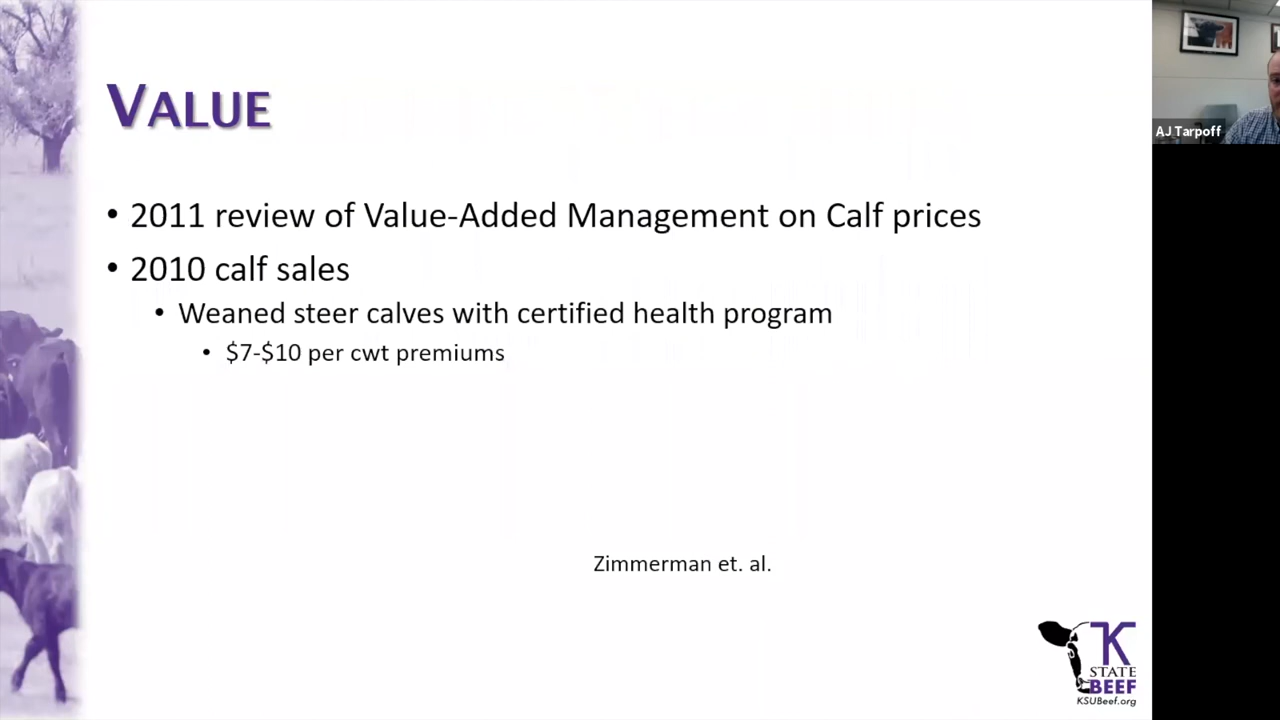 VALUE
• 2011 review of Value-Added Management on Calf prices
• 2010 calf sales
• Weaned steer calves with certified health program
• $7-$10 per cwt premiums
Zimmerman et. al.
K
STATE
BEEF
KSUBeef.org
AJ Tarpoff